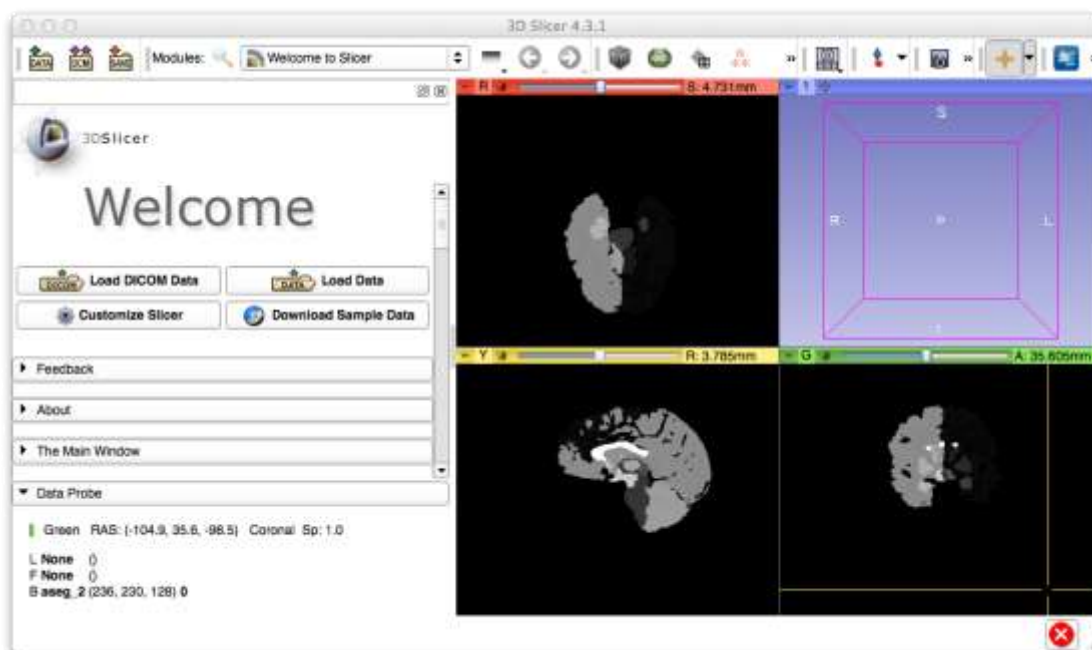 3D Slicer 4.3.1
DATA DCM SAVE Modules: Welcome to Slicer
3DSlicer
Welcome
DICOM Load DICOM Data DATA Load Data
Customize Slicer Download Sample Data
Feedback
About
The Main Window
Data Probe
Green RAS: (-104.9, 35.6, -98.5) Coronal Sp: 1.0
L None ()
F None ()
B aseg_2 (236, 230, 128) 0
R S: 4.731mm
1
S
R P L
I
Y R: 3.785mm
G A: 35.605mm